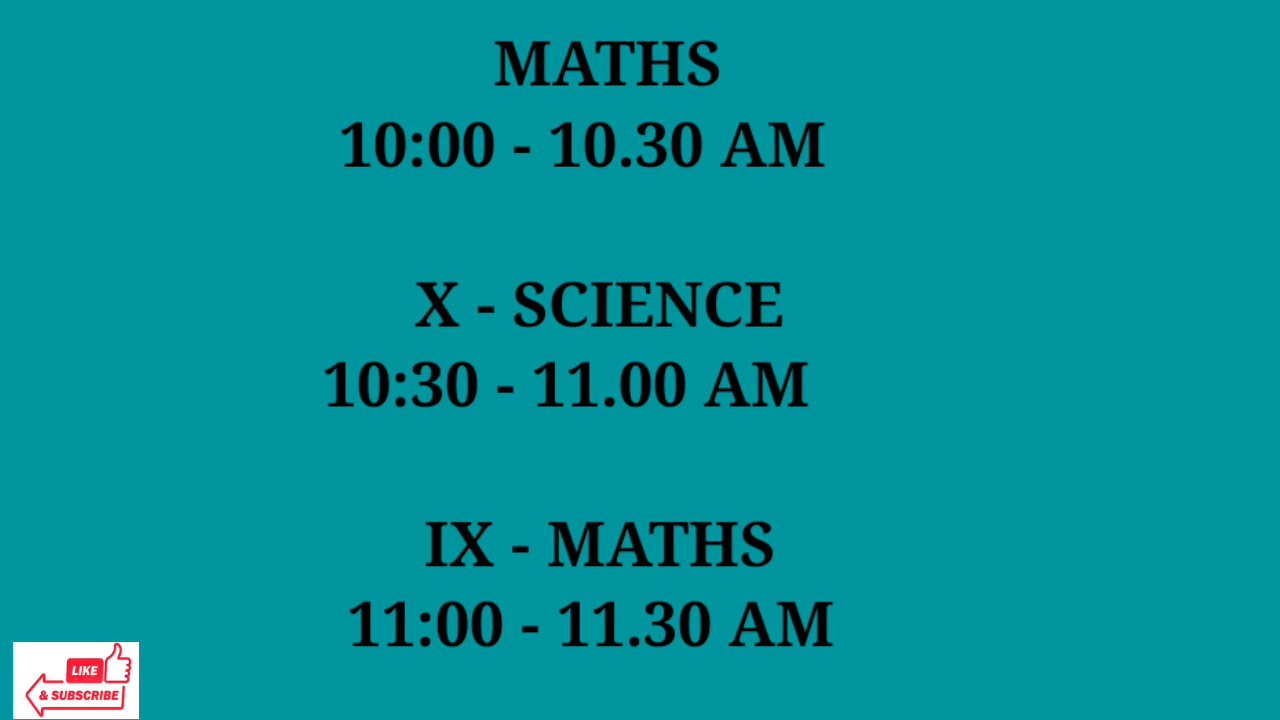 MATHS
10:00 - 10.30 AM
X - SCIENCE
10:30 - 11.00 AM
IX - MATHS
11:00 - 11.30 AM
LIKE
& SUBSCRIBE